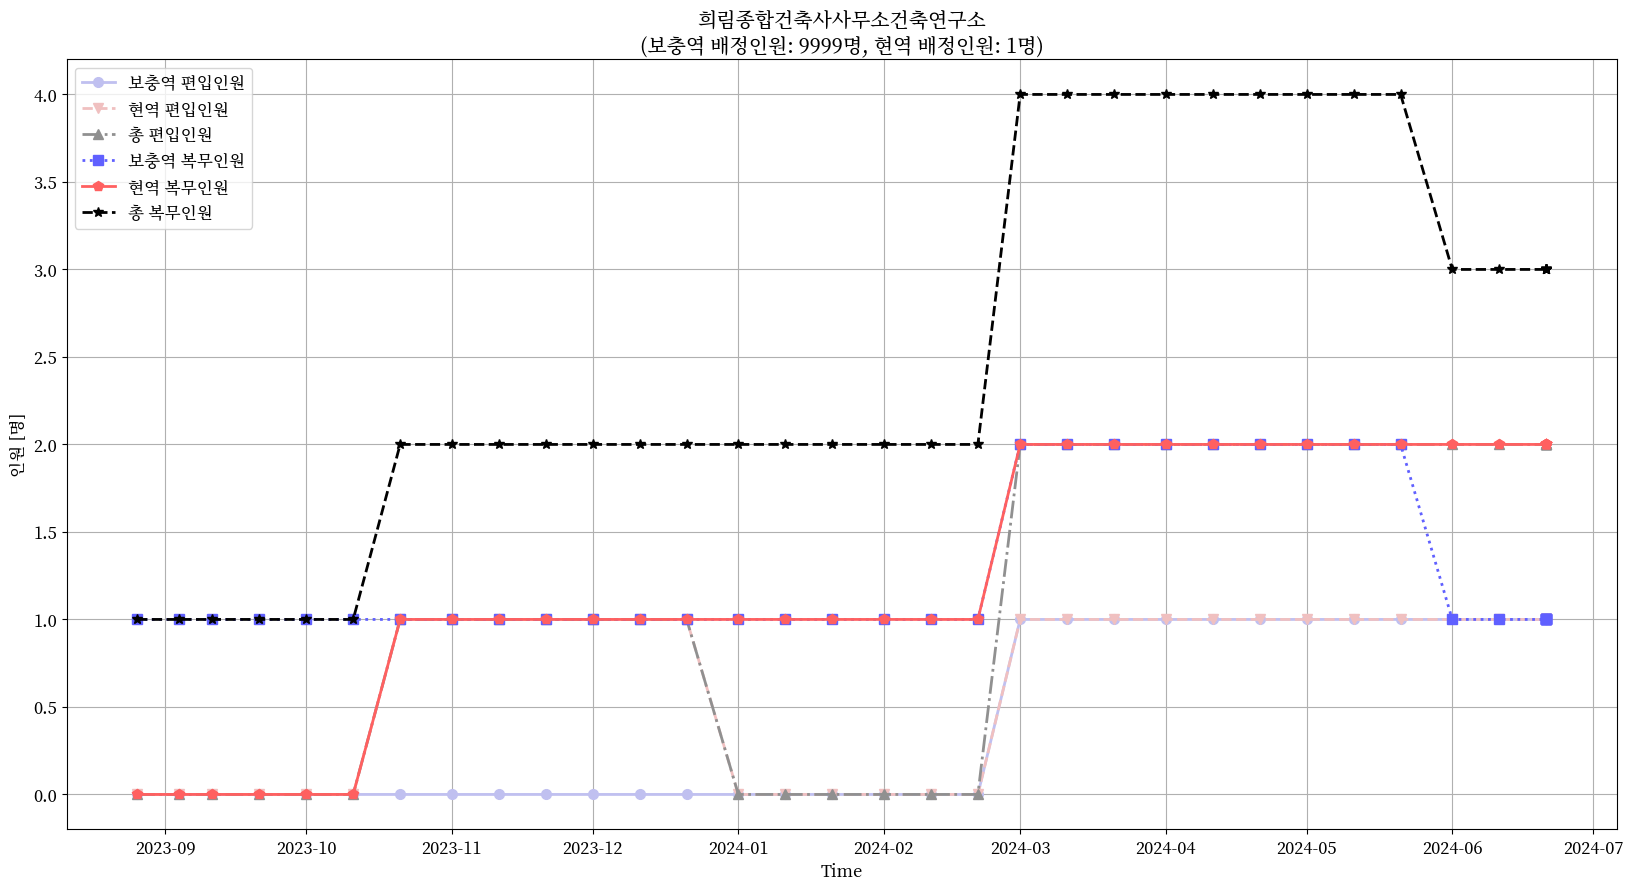 희림종합건축사사무소건축연구소
(보충역 배정인원: 9999명, 현역 배정인원: 1명)
보충역 편입인원
현역 편입인원
총 편입인원
보충역 복무인원
현역 복무인원
총 복무인원
4.0
3.5
3.0
2.5
2.0
1.5
1.0
0.5
0.0
인원 [명]
2023-09
2023-10
2023-11
2023-12
2024-01
2024-02
2024-03
2024-04
2024-05
2024-06
2024-07
Time